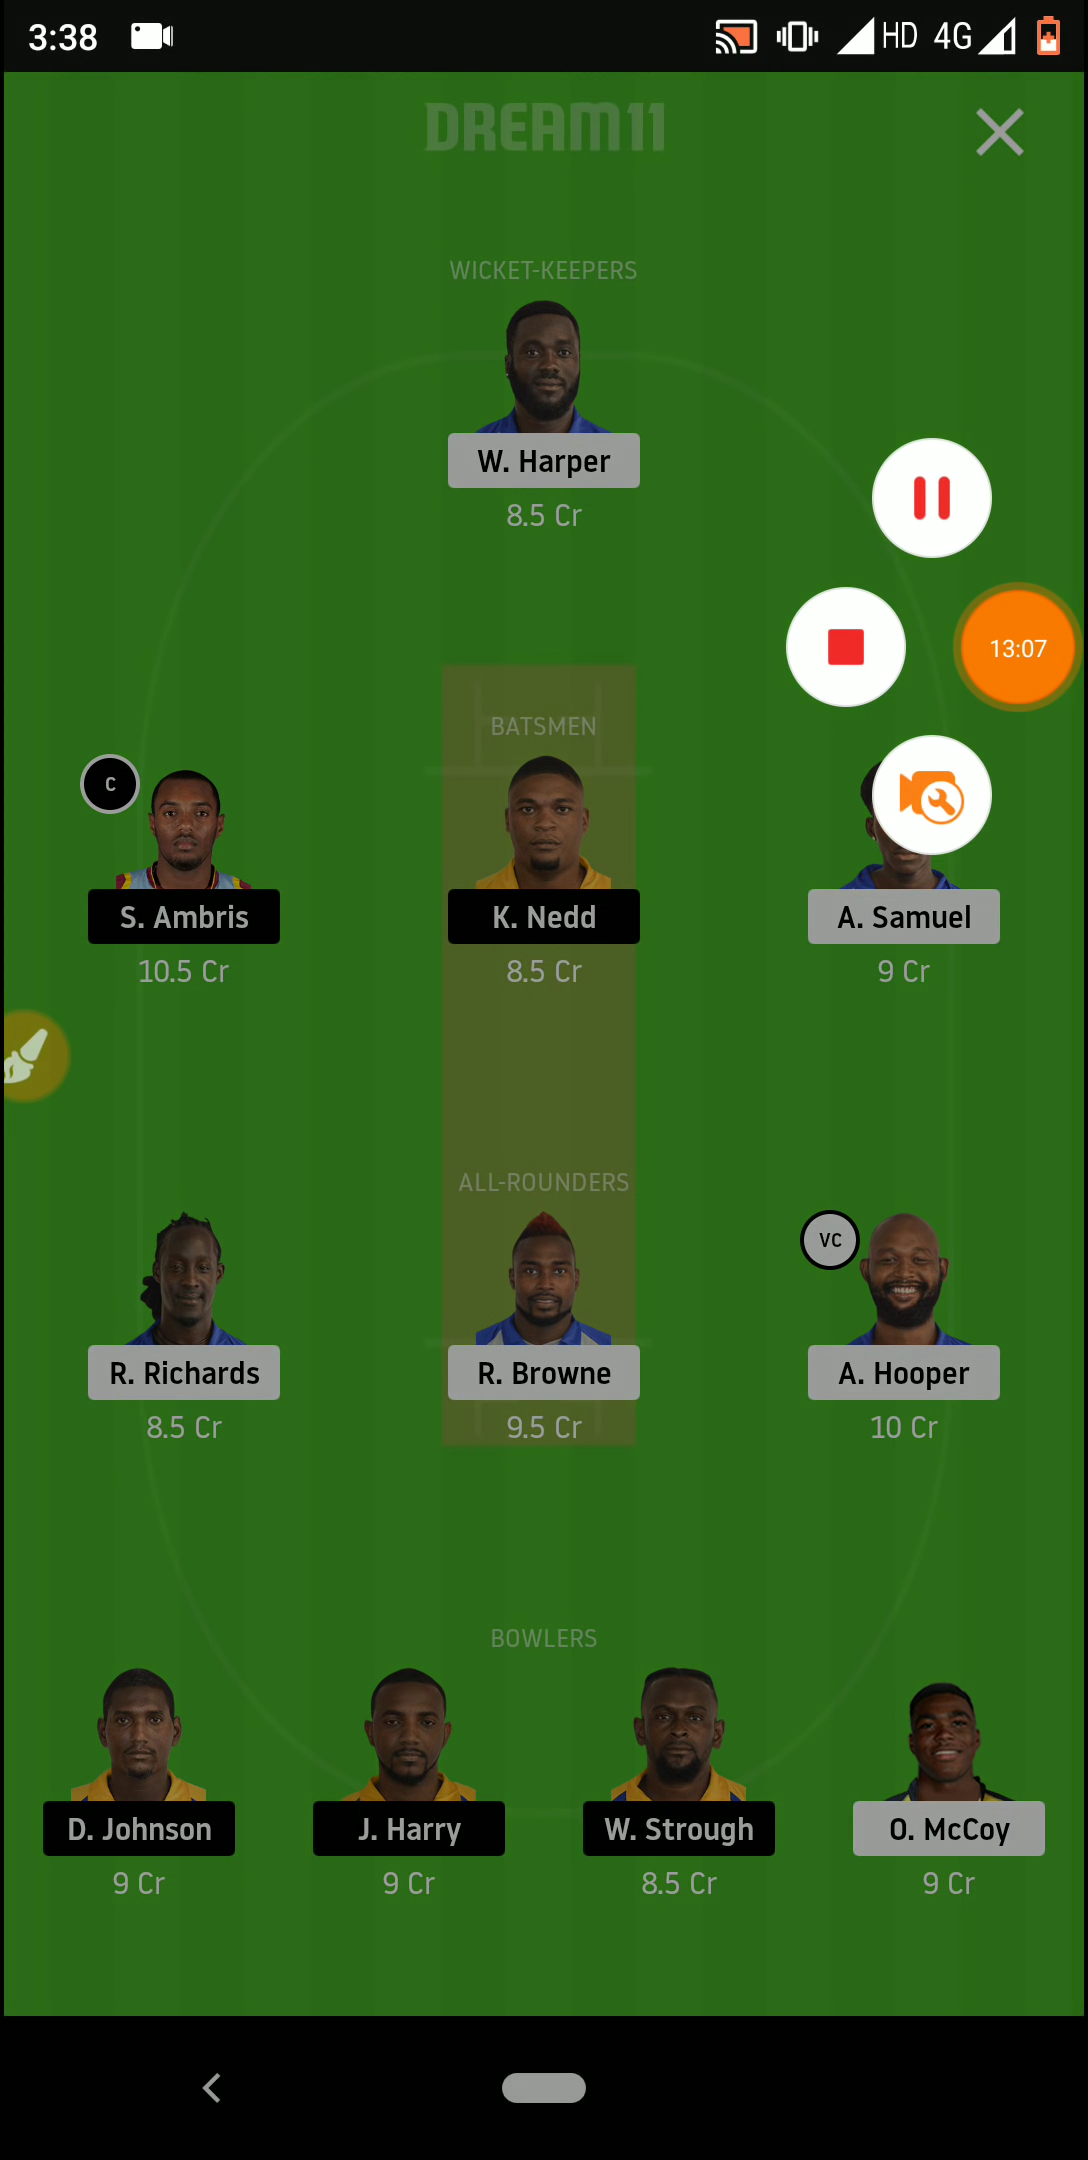 3:38 HD 4G
DREAM11
WICKET-KEEPERS
W. Harper
8.5 Cr
13:07
BATSMEN
C
S. Ambris K. Nedd A. Samuel
10.5 Cr 8.5 Cr 9 Cr
ALL-ROUNDERS
VC
R. Richards R. Browne A. Hooper
8.5 Cr 9.5 Cr 10 Cr
BOWLERS
D. Johnson J. Harry W. Strough O. McCoy
9 Cr 9 Cr 8.5 Cr 9 Cr